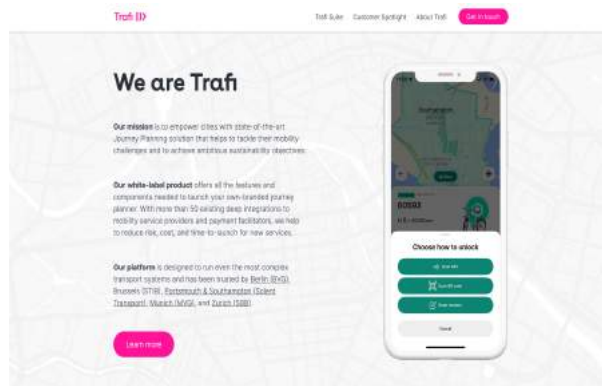 Trafi
Trafi Suite Customer Spotlight About Trafi Get in touch
We are Trafi
Our mission is to empower cities with state-of-the-art
Journey Planning solution that helps to tackle their mobility
challenges and to achieve ambitious sustainability objectives.
Our white-label product offers all the features and
components needed to launch your own-branded journey
planner. With more than 50 existing deep integrations to
mobility service providers and payment facilitators, we help
to reduce risk, cost, and time-to-launch for new services.
Our platform is designed to run even the most complex
transport systems and has been trusted by Berlin (BVG),
Brussels (STIB), Portsmouth & Southampton (Solent
Transport), Munich (MVG), and Zurich (SBB).
Learn more
Southampton
60593
Choose how to unlock
Scan QR code
Cancel